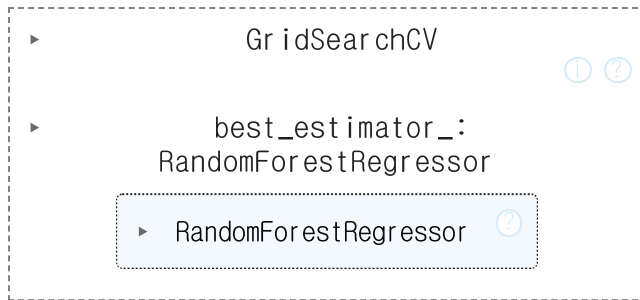 GridSearchCV
i ?
best_estimator_:
RandomForestRegressor
RandomForestRegressor ?